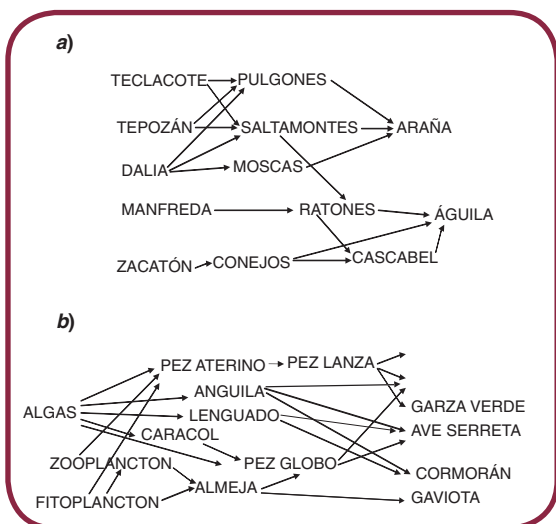 a)
TECLACOTE PULGONES
TEPOZÁN SALTAMONTES ARAÑA
DALIA MOSCAS
MANFREDA RATONES ÁGUILA
ZACATÓN CONEJOS CASCABEL
b)
PEZ ATERINO PEZ LANZA
ANGUILA
ALGAS LENGUADO GARZA VERDE
CARACOL AVE SERRETA
ZOOPLANCTON PEZ GLOBO CORMORÁN
FITOPLANCTON ALMEJA GAVIOTA